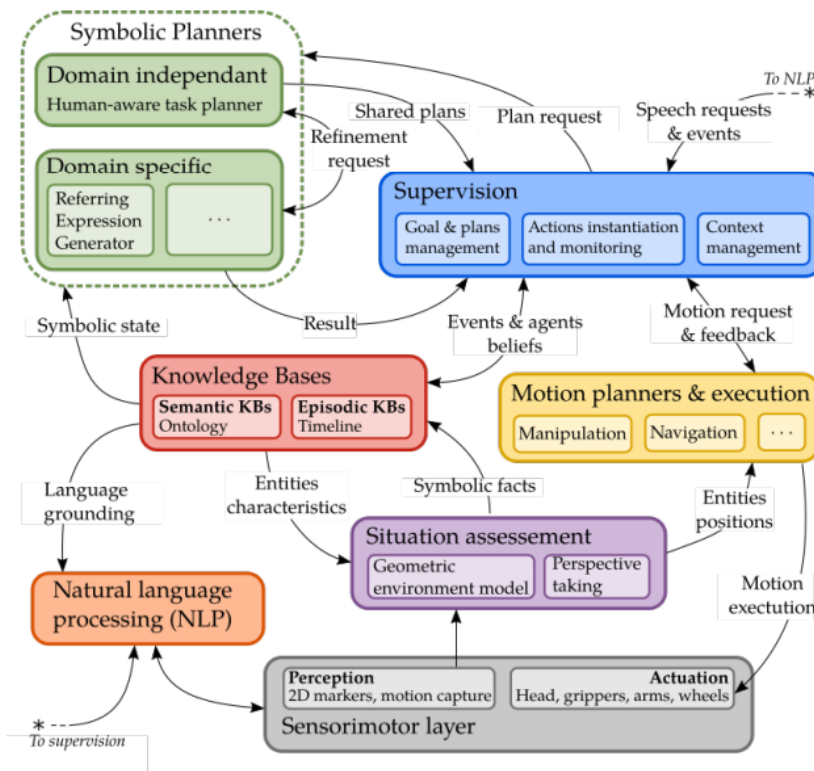 Symbolic Planners
Domain independant
Human-aware task planner
To NLP
*
Shared plans
Plan request
Speech requests
& events
Refinement
request
Domain specific
Referring
Expression
Generator
. . .
Supervision
Goal & plans
management
Actions instantiation
and monitoring
Context
management
Symbolic state
Result
Events & agents
beliefs
Motion request
& feedback
Knowledge Bases
Semantic KBs
Ontology
Episodic KBs
Timeline
Motion planners & execution
Manipulation
Navigation
. . .
Language
grounding
Entities
characteristics
Symbolic facts
Entities
positions
Situation assessement
Geometric
environment model
Perspective
taking
Natural language
processing (NLP)
Motion
exectution
Perception
2D markers, motion capture
Actuation
Head, grippers, arms, wheels
Sensorimotor layer
*
To supervision